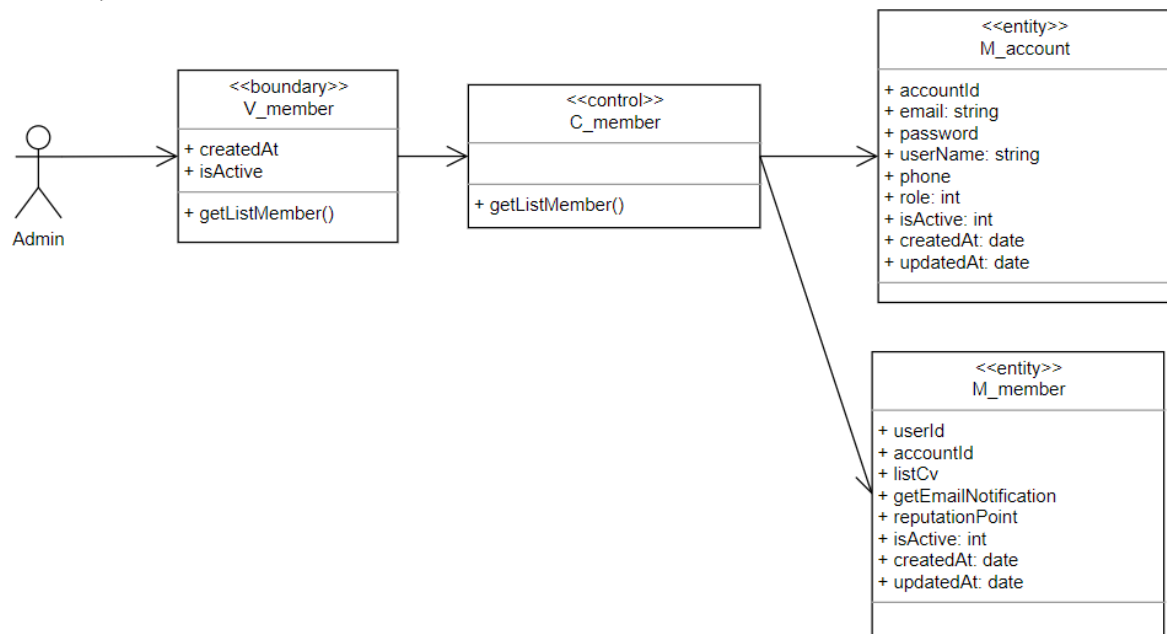 Admin
<<boundary>>
V_member
+ createdAt
+ isActive
+ getListMember()
<<control>>
C_member
+ getListMember()
<<entity>>
M_account
+ accountId
+ email: string
+ password
+ userName: string
+ phone
+ role: int
+ isActive: int
+ createdAt: date
+ updatedAt: date
<<entity>>
M_member
+ userId
+ accountId
+ listCv
+ getEmailNotification
+ reputationPoint
+ isActive: int
+ createdAt: date
+ updatedAt: date